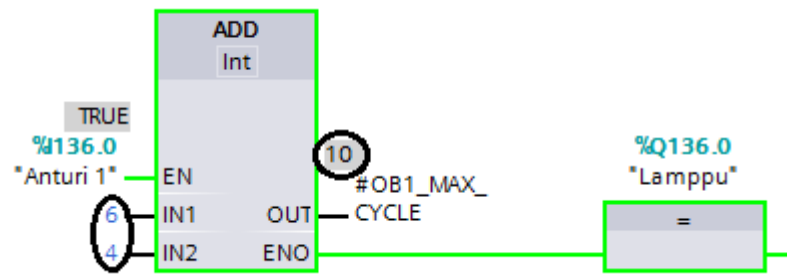 ADD
Int
TRUE
%I136.0
"Anturi 1"
EN
10
#OB1_MAX_
CYCLE
6
IN1
OUT
4
IN2
ENO
%Q136.0
"Lamppu"
=